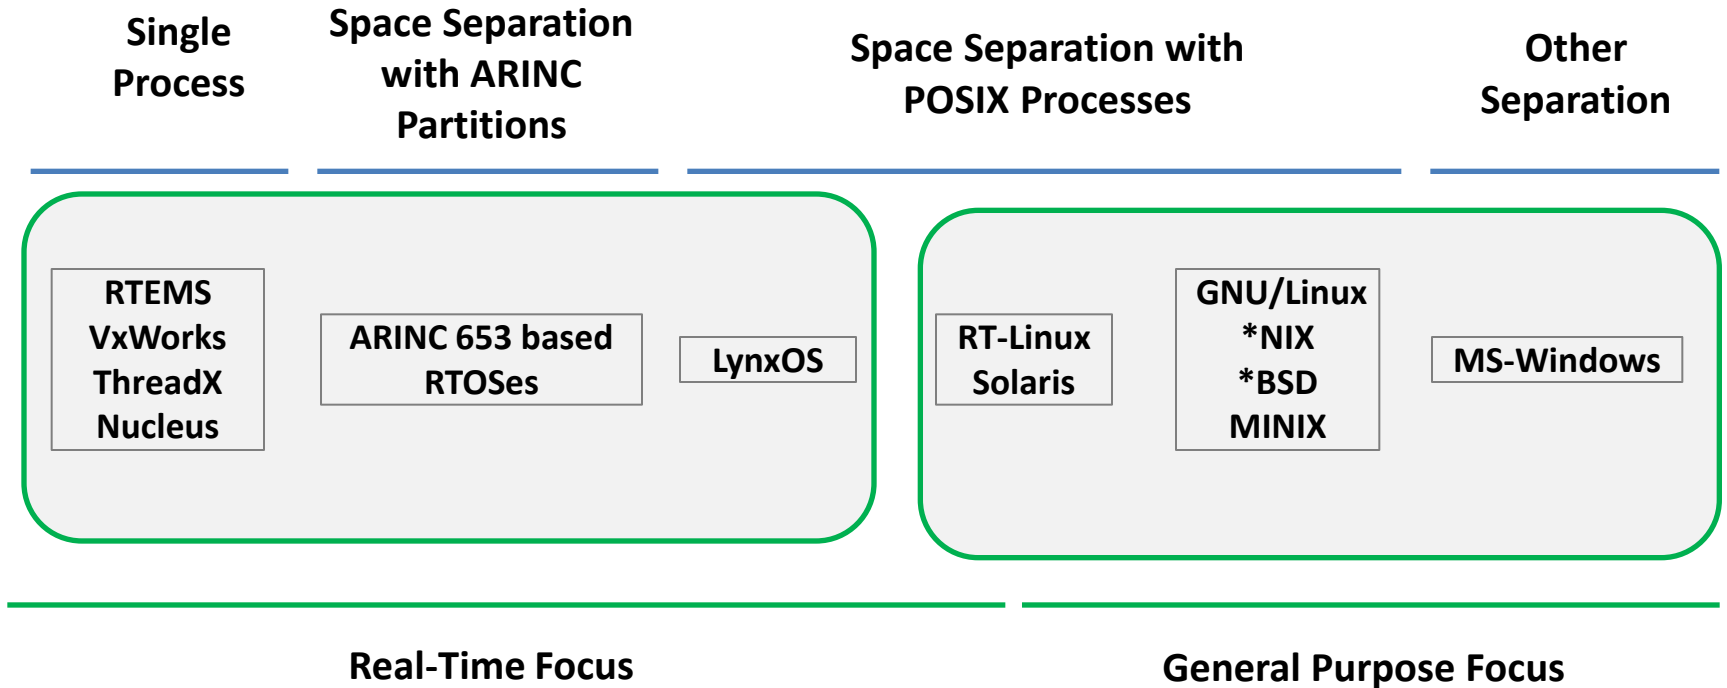 Single
Process
Space Separation
with ARINC
Partitions
Space Separation with
POSIX Processes
Other
Separation
RTEMS
VxWorks
ThreadX
Nucleus
ARINC 653 based
RTOSes
LynxOS
RT-Linux
Solaris
GNU/Linux
*NIX
*BSD
MINIX
MS-Windows
Real-Time Focus
General Purpose Focus